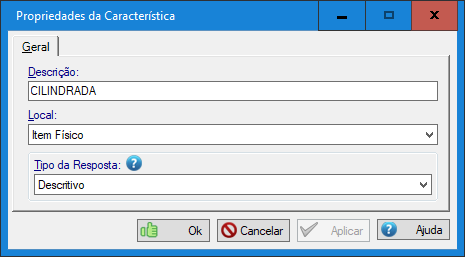 Propriedades da Característica
Geral
Descrição:
CILINDRADA
Local:
Item Físico
Tipo da Resposta: ?
Descritivo
Ok Cancelar Aplicar ? Ajuda